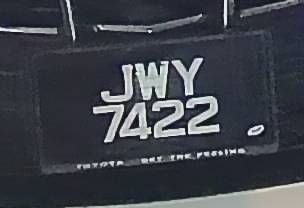 JWY
7422
TOYOTA GET THE FEELING